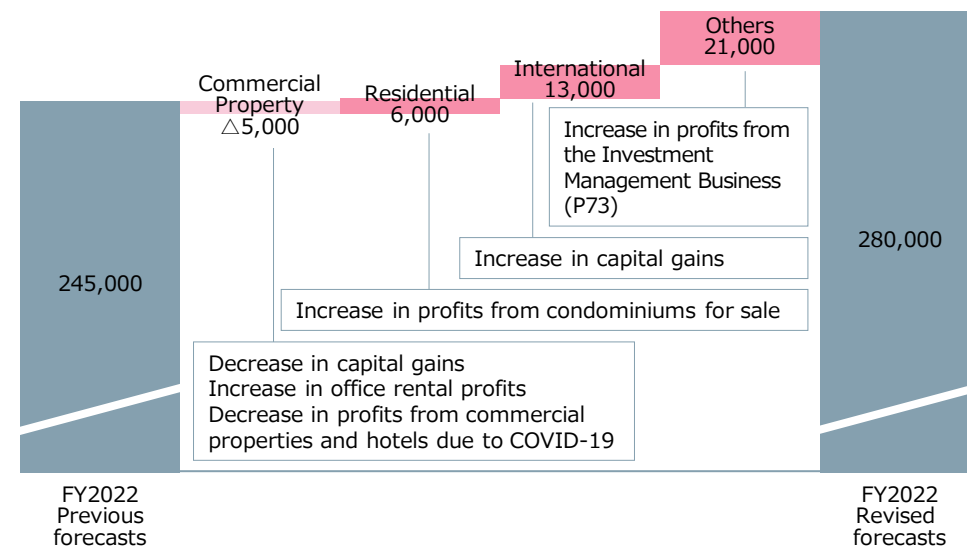 Others
21,000
International
13,000
Commercial
Property
△5,000
Residential
6,000
Increase in profits from
the Investment
Management Business
(P73)
280,000
Increase in capital gains
245,000
Increase in profits from condominiums for sale
Decrease in capital gains
Increase in office rental profits
Decrease in profits from commercial
properties and hotels due to COVID-19
FY2022
Previous
forecasts
FY2022
Revised
forecasts